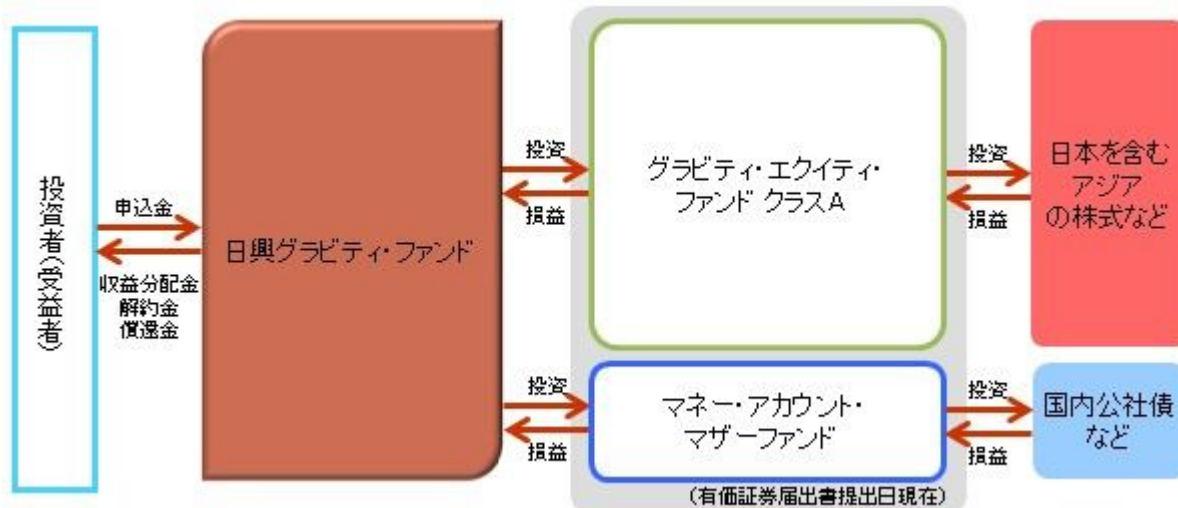 投資者(受益者)
申込金
収益分配金
解約金
償還金
日興グラビティ・ファンド
投資
損益
グラビティ・エクイティ・
ファンド クラスA
投資
損益
日本を含む
アジア
の株式など
投資
損益
マネー・アカウント・
マザーファンド
投資
損益
国内公社債
など
(有価証券届出書提出日現在)